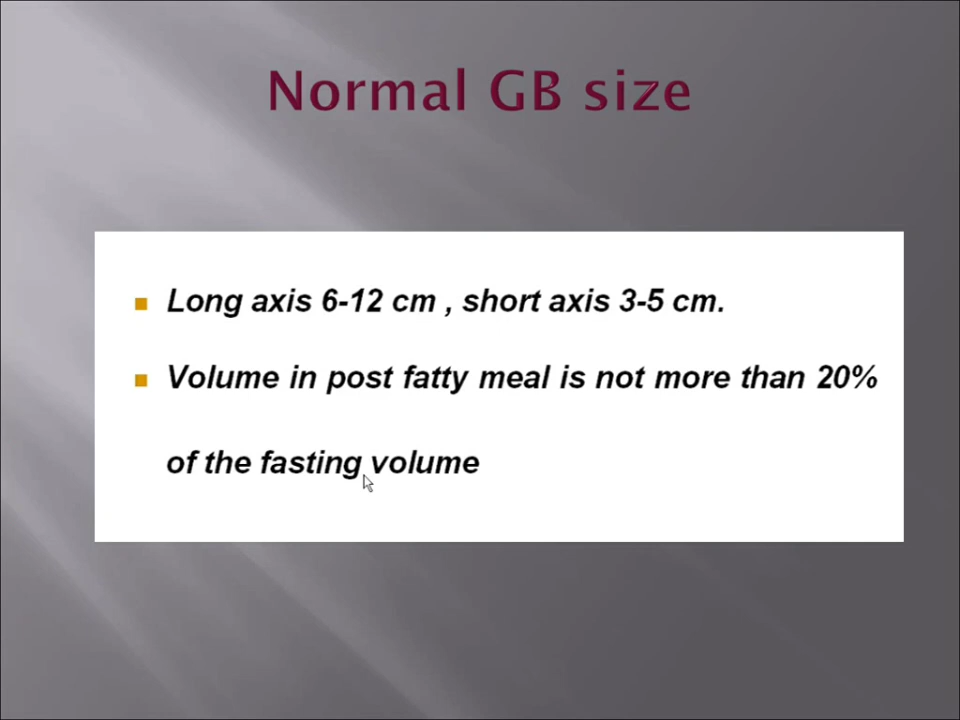 Normal GB size
Long axis 6-12 cm , short axis 3-5 cm.
Volume in post fatty meal is not more than 20%
of the fasting volume